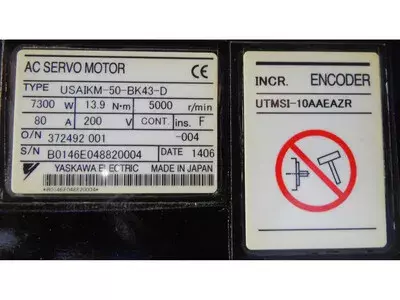 AC SERVO MOTOR CE
TYPE USAIKM-50-BK43-D
7300 W 13.9 N·m 5000 r/min
80 A 200 V CONT. ins. F
O/N 372492 001 -004
S/N B0146E048820004 DATE 1406
YASKAWA ELECTRIC MADE IN JAPAN
INCR. ENCODER
UTMSI-10AAEAZR